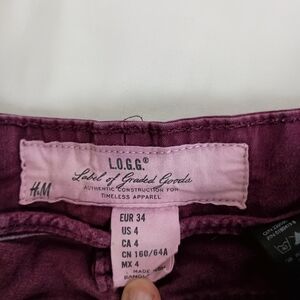 L.O.G.G.®
Label of Graded Goods
H&M
AUTHENTIC CONSTRUCTION FOR
TIMELESS APPAREL
EUR 34
US 4
CA 4
CN 160/64A
MX 4
MADE